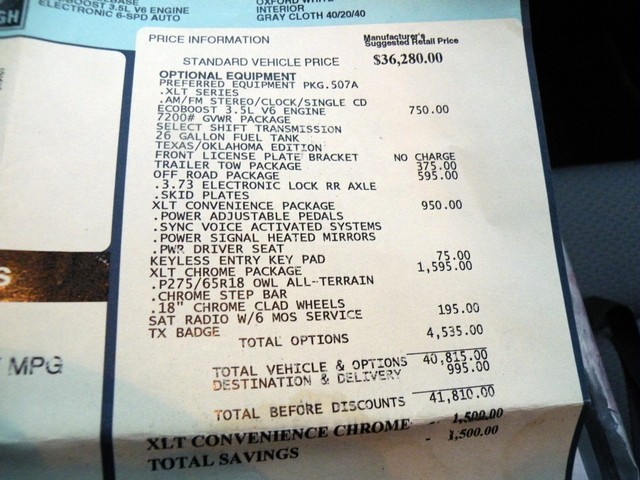 GH
BASE
ECOBOOST 3.5L V6 ENGINE
ELECTRONIC 6-SPD AUTO
OXFORD WHITE
INTERIOR
GRAY CLOTH 40/20/40
PRICE INFORMATION
Manufacturer's
Suggested Retail Price
STANDARD VEHICLE PRICE $36,280.00
OPTIONAL EQUIPMENT
PREFERRED EQUIPMENT PKG.507A
.XLT SERIES
.AM/FM STEREO/CLOCK/SINGLE CD
ECOBOOST 3.5L V6 ENGINE 750.00
7200# GVWR PACKAGE
SELECT SHIFT TRANSMISSION
26 GALLON FUEL TANK
TEXAS/OKLAHOMA EDITION
FRONT LICENSE PLATE BRACKET NO CHARGE
TRAILER TOW PACKAGE 375.00
OFF ROAD PACKAGE 595.00
.3.73 ELECTRONIC LOCK RR AXLE
.SKID PLATES
XLT CONVENIENCE PACKAGE 950.00
.POWER ADJUSTABLE PEDALS
.SYNC VOICE ACTIVATED SYSTEMS
.POWER SIGNAL HEATED MIRRORS
.PWR DRIVER SEAT
KEYLESS ENTRY KEY PAD 75.00
XLT CHROME PACKAGE 1,595.00
.P275/65R18 OWL ALL-TERRAIN
.CHROME STEP BAR
.18" CHROME CLAD WHEELS
SAT RADIO W/6 MOS SERVICE 195.00
TX BADGE
TOTAL OPTIONS 4,535.00
TOTAL VEHICLE & OPTIONS 40,815.00
DESTINATION & DELIVERY 995.00
TOTAL BEFORE DISCOUNTS 41,810.00
XLT CONVENIENCE CHROME - 1,500.00
TOTAL SAVINGS - 1,500.00
S
MPG